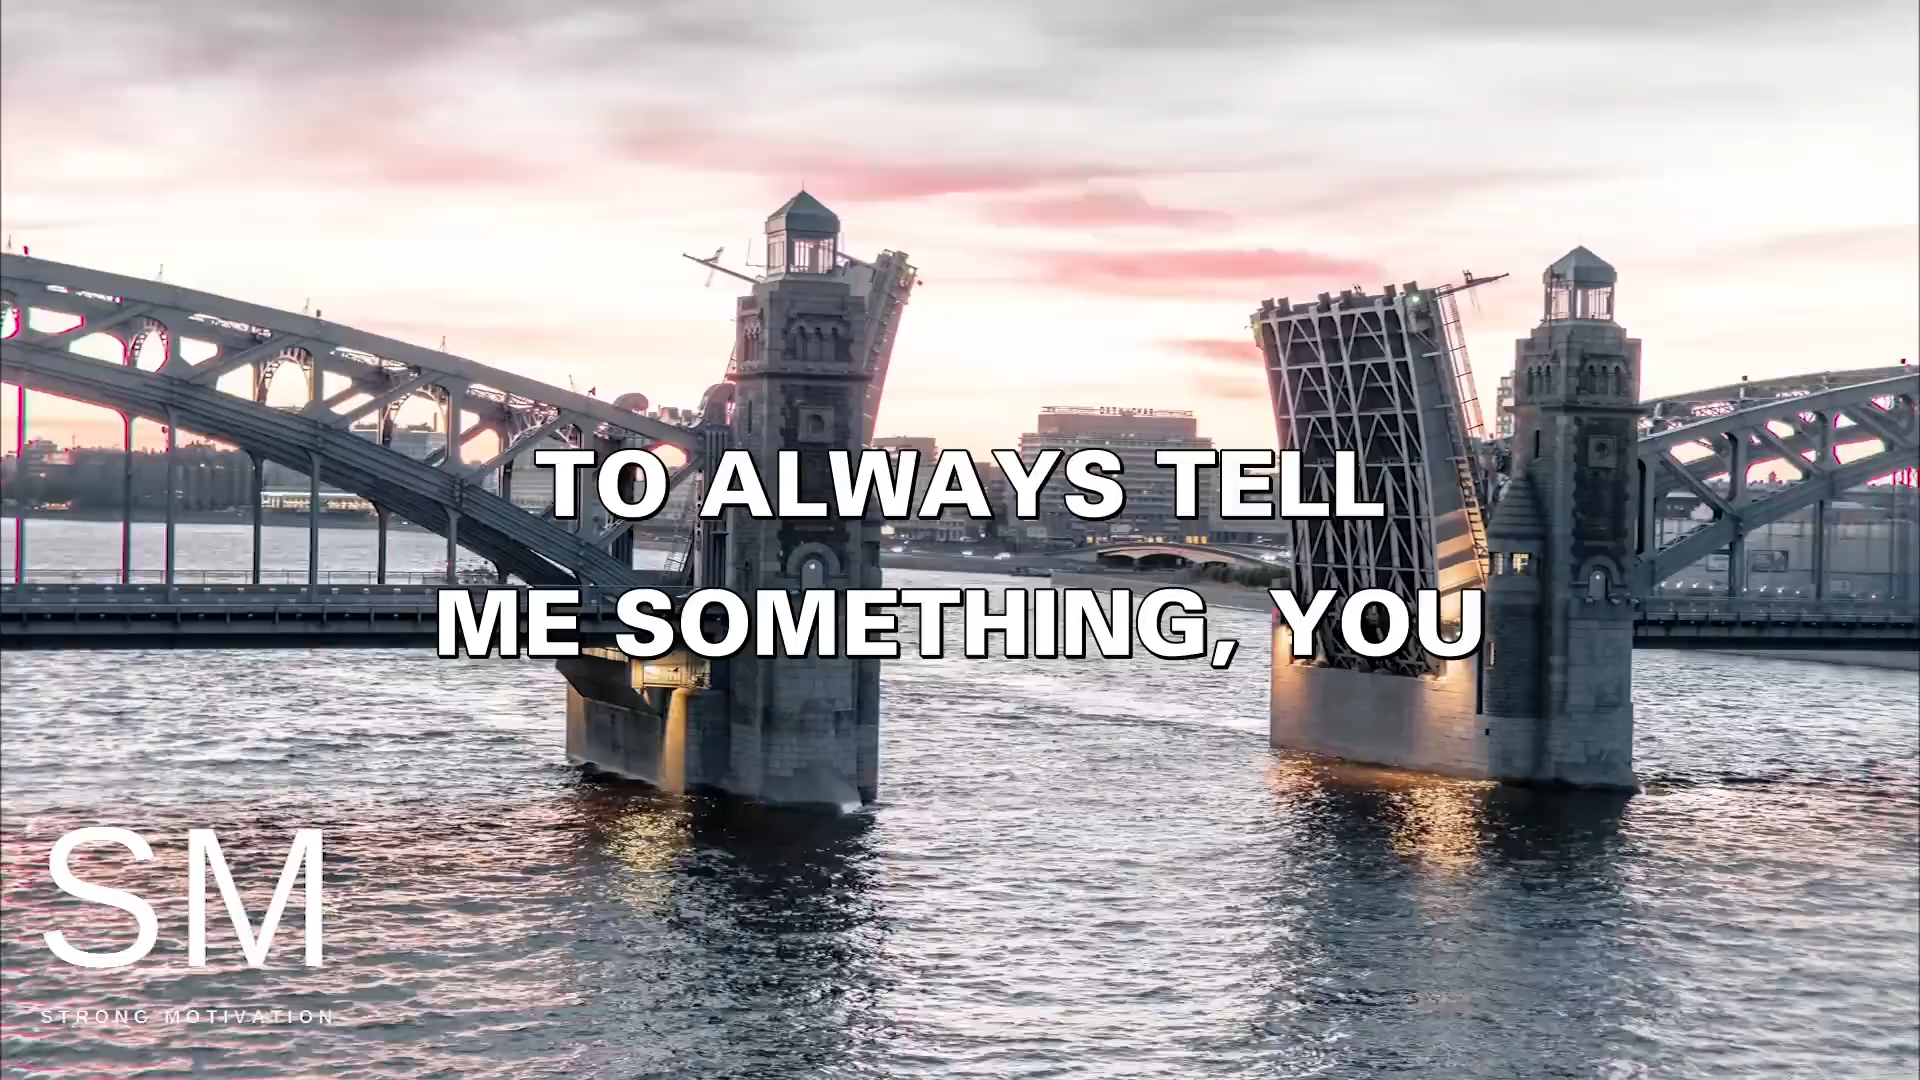 TO ALWAYS TELL
ME SOMETHING, YOU
SM
STRONG MOTIVATION